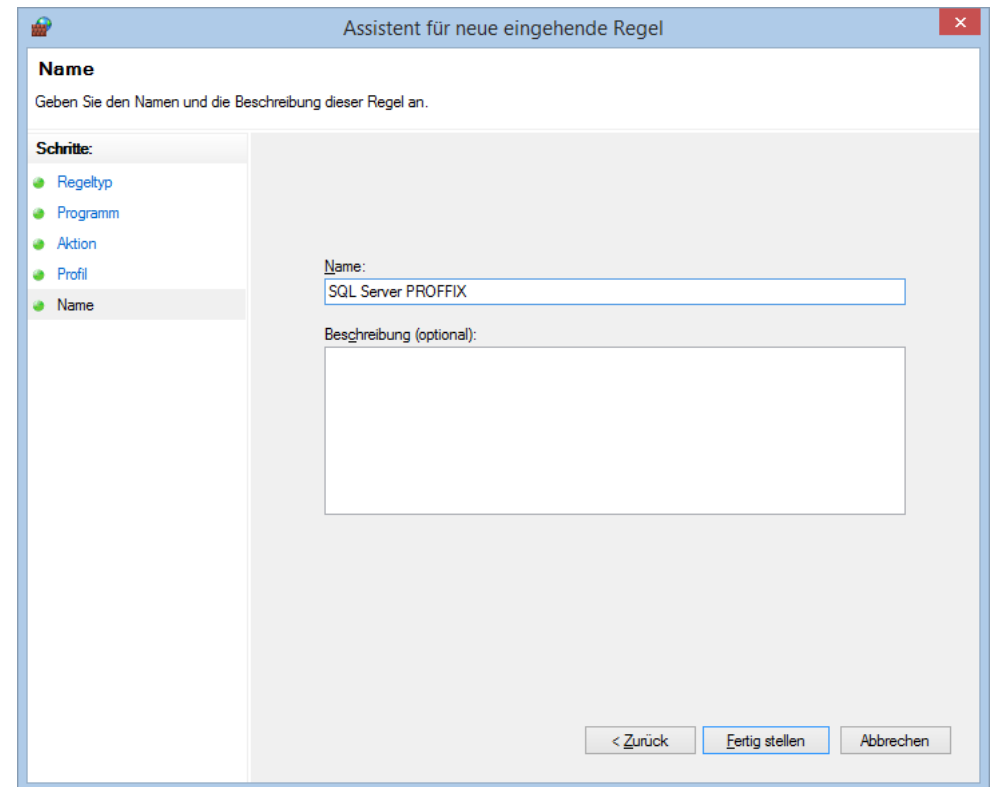 Assistent für neue eingehende Regel
Name
Geben Sie den Namen und die Beschreibung dieser Regel an.
Schritte:
Regeltyp
Programm
Aktion
Profil
Name
Name:
SQL Server PROFFIX
Beschreibung (optional):
< Zurück
Fertig stellen
Abbrechen